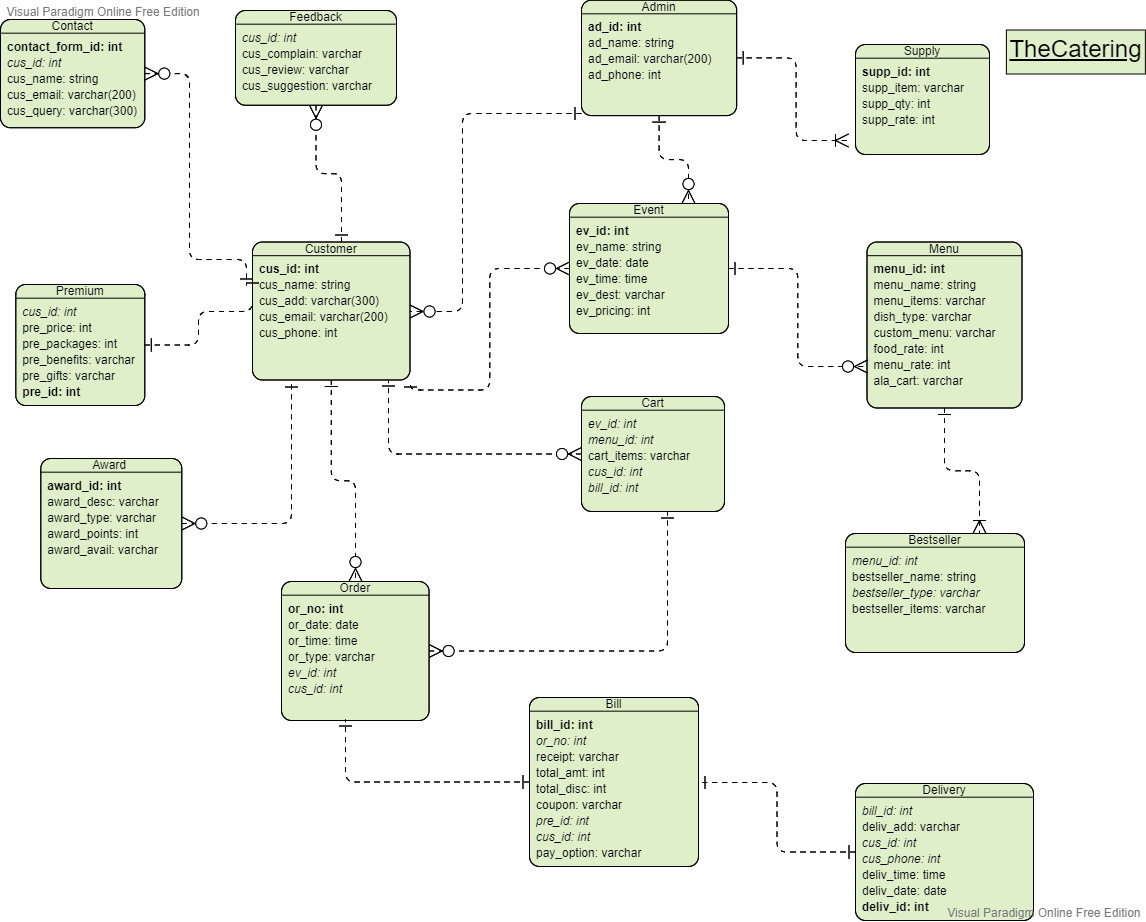 Visual Paradigm Online Free Edition
Contact
contact_form_id: int
cus_id: int
cus_name: string
cus_email: varchar(200)
cus_query: varchar(300)
Feedback
cus_id: int
cus_complain: varchar
cus_review: varchar
cus_suggestion: varchar
Admin
ad_id: int
ad_name: string
ad_email: varchar(200)
ad_phone: int
Supply
supp_id: int
supp_item: varchar
supp_qty: int
supp_rate: int
TheCatering
Customer
cus_id: int
cus_name: string
cus_add: varchar(300)
cus_email: varchar(200)
cus_phone: int
Event
ev_id: int
ev_name: string
ev_date: date
ev_time: time
ev_dest: varchar
ev_pricing: int
Menu
menu_id: int
menu_name: string
menu_items: varchar
dish_type: varchar
custom_menu: varchar
food_rate: int
menu_rate: int
ala_cart: varchar
Premium
cus_id: int
pre_price: int
pre_packages: int
pre_benefits: varchar
pre_gifts: varchar
pre_id: int
Cart
ev_id: int
menu_id: int
cart_items: varchar
cus_id: int
bill_id: int
Award
award_id: int
award_desc: varchar
award_type: varchar
award_points: int
award_avail: varchar
Bestseller
menu_id: int
bestseller_name: string
bestseller_type: varchar
bestseller_items: varchar
Order
or_no: int
or_date: date
or_time: time
or_type: varchar
ev_id: int
cus_id: int
Bill
bill_id: int
or_no: int
receipt: varchar
total_amt: int
total_disc: int
coupon: varchar
pre_id: int
cus_id: int
pay_option: varchar
Delivery
bill_id: int
deliv_add: varchar
cus_id: int
cus_phone: int
deliv_time: time
deliv_date: date
deliv_id: int
Visual Paradigm Online Free Edition